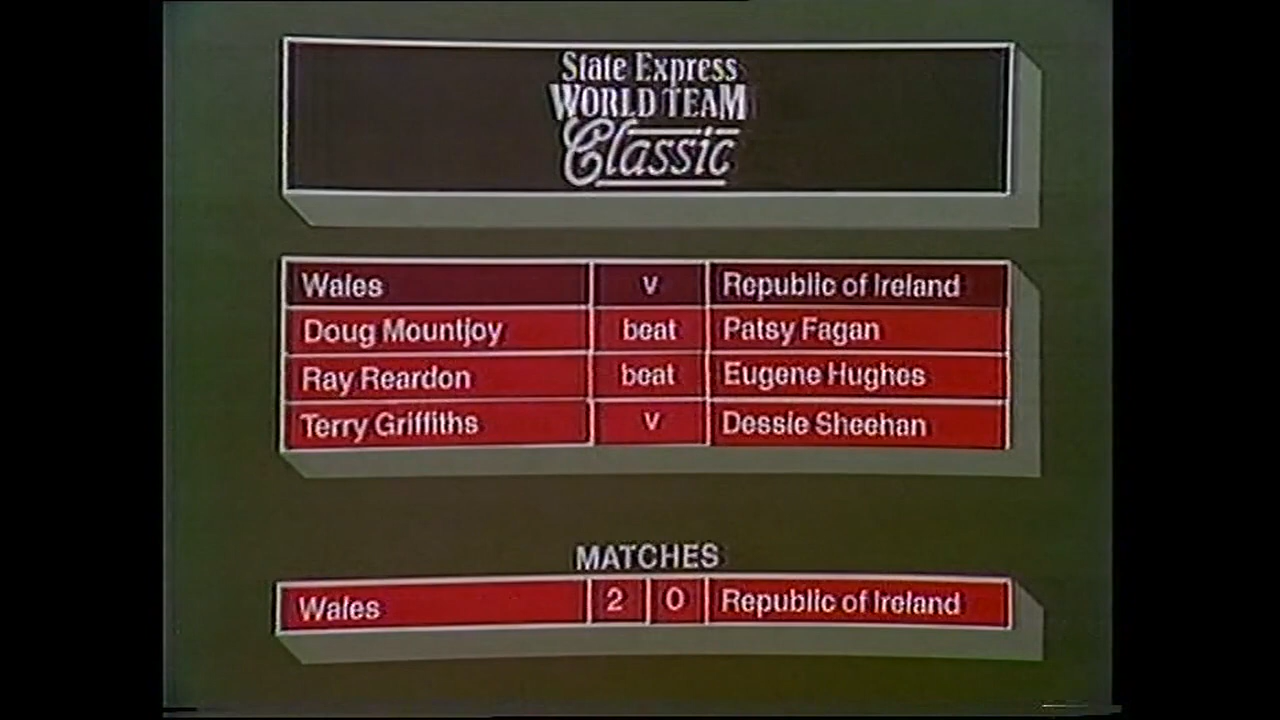 State Express
WORLD TEAM
Classic
Wales v Republic of Ireland
Doug Mountjoy beat Patsy Fagan
Ray Reardon beat Eugene Hughes
Terry Griffiths v Dessie Sheehan
MATCHES
Wales 2 0 Republic of Ireland